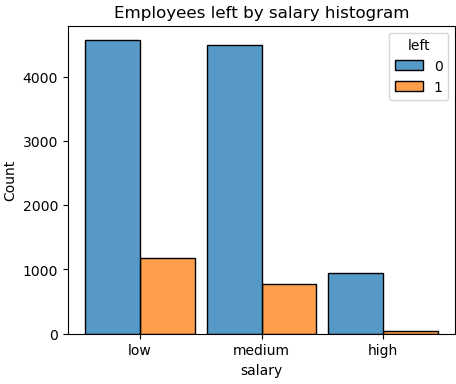 Employees left by salary histogram
left
0
1
4000
3000
2000
1000
0
Count
low medium high
salary